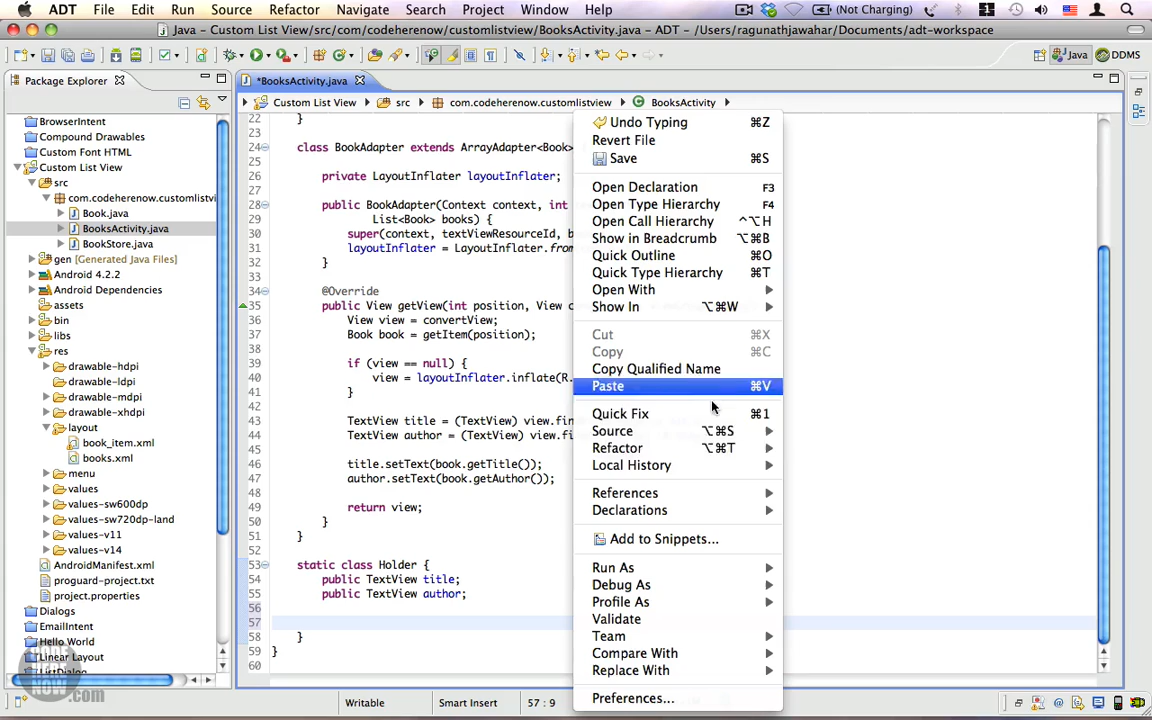 ADT File Edit Run Source Refactor Navigate Search Project Window Help (Not Charging) 1
Java – Custom List View/src/com/codeherenow/customlistview/BooksActivity.java – ADT – /Users/ragunathjawahar/Documents/adt-workspace
Java DDMS
Package Explorer
*BooksActivity.java
Custom List View src com.codeherenow.customlistview BooksActivity
BrowserIntent
Compound Drawables
Custom Font HTML
Custom List View
src
com.codeherenow.customlistvi
Book.java
BooksActivity.java
BookStore.java
gen [Generated Java Files]
Android 4.2.2
Android Dependencies
assets
bin
libs
res
drawable-hdpi
drawable-ldpi
drawable-mdpi
drawable-xhdpi
layout
book_item.xml
books.xml
menu
values
values-sw600dp
values-sw720dp-land
values-v11
values-v14
AndroidManifest.xml
proguard-project.txt
project.properties
Dialogs
EmailIntent
Hello World
Linear Layout
ListDialog
CODE
HERE
NOW.com
22 }
23
24 class BookAdapter extends ArrayAdapter<Book>
25
26 private LayoutInflater layoutInflater;
27
28 public BookAdapter(Context context, int
29 List<Book> books) {
30 super(context, textViewResourceId, b
31 layoutInflater = LayoutInflater.from
32 }
33
34 @Override
35 public View getView(int position, View c
36 View view = convertView;
37 Book book = getItem(position);
38
39 if (view == null) {
40 view = layoutInflater.inflate(R.
41 }
42
43 TextView title = (TextView) view.fin
44 TextView author = (TextView) view.fi
45
46 title.setText(book.getTitle());
47 author.setText(book.getAuthor());
48
49 return view;
50 }
51 }
52
53 static class Holder {
54 public TextView title;
55 public TextView author;
56
57
58 }
59 }
60
Undo Typing ⌘Z
Revert File
Save ⌘S
Open Declaration F3
Open Type Hierarchy F4
Open Call Hierarchy ^⌥H
Show in Breadcrumb ⌥⌘B
Quick Outline ⌘O
Quick Type Hierarchy ⌘T
Open With
Show In ⌥⌘W
Cut ⌘X
Copy ⌘C
Copy Qualified Name
Paste ⌘V
Quick Fix ⌘1
Source ⌥⌘S
Refactor ⌥⌘T
Local History
References
Declarations
Add to Snippets...
Run As
Debug As
Profile As
Validate
Team
Compare With
Replace With
Preferences...
Writable Smart Insert 57 : 9